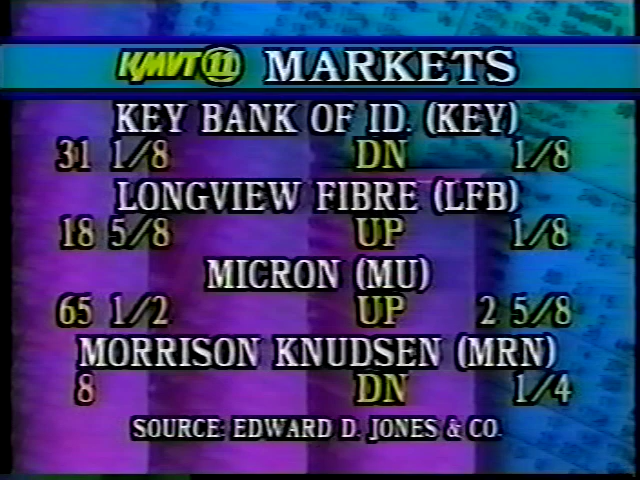 KMVT 11 MARKETS
KEY BANK OF ID. (KEY)
31 1/8 DN 1/8
LONGVIEW FIBRE (LFB)
18 5/8 UP 1/8
MICRON (MU)
65 1/2 UP 2 5/8
MORRISON KNUDSEN (MRN)
8 DN 1/4
SOURCE: EDWARD D. JONES & CO.